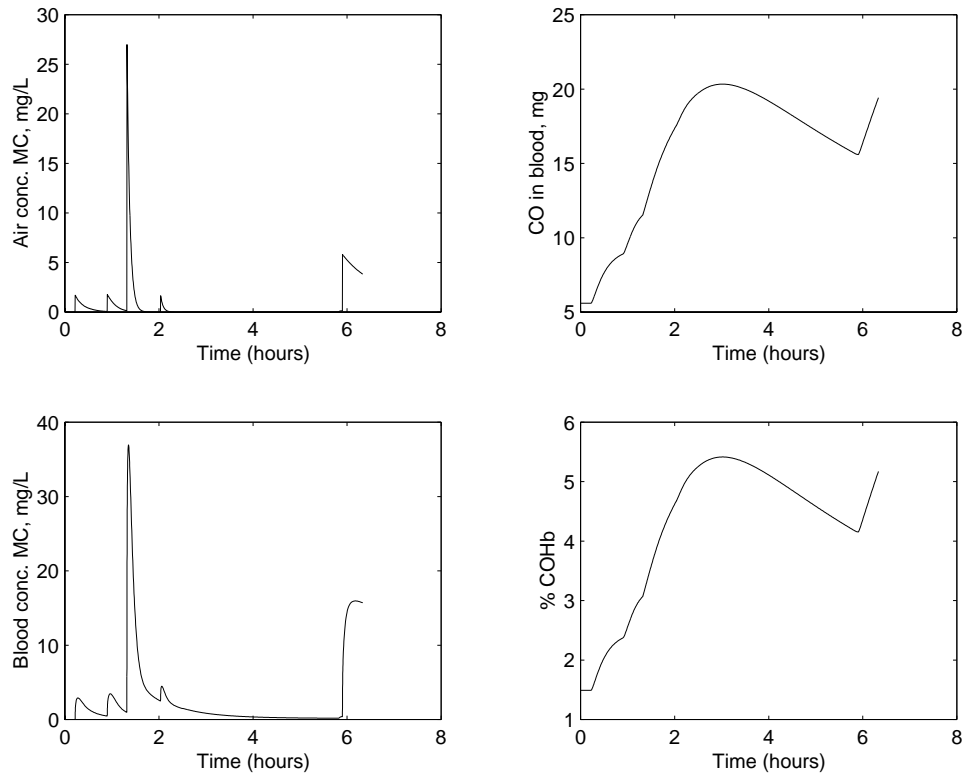 30
25
20
15
10
5
0
Air conc. MC, mg/L
0 2 4 6 8
Time (hours)
25
20
15
10
5
CO in blood, mg
0 2 4 6 8
Time (hours)
40
30
20
10
0
Blood conc. MC, mg/L
0 2 4 6 8
Time (hours)
6
5
4
3
2
1
% COHb
0 2 4 6 8
Time (hours)